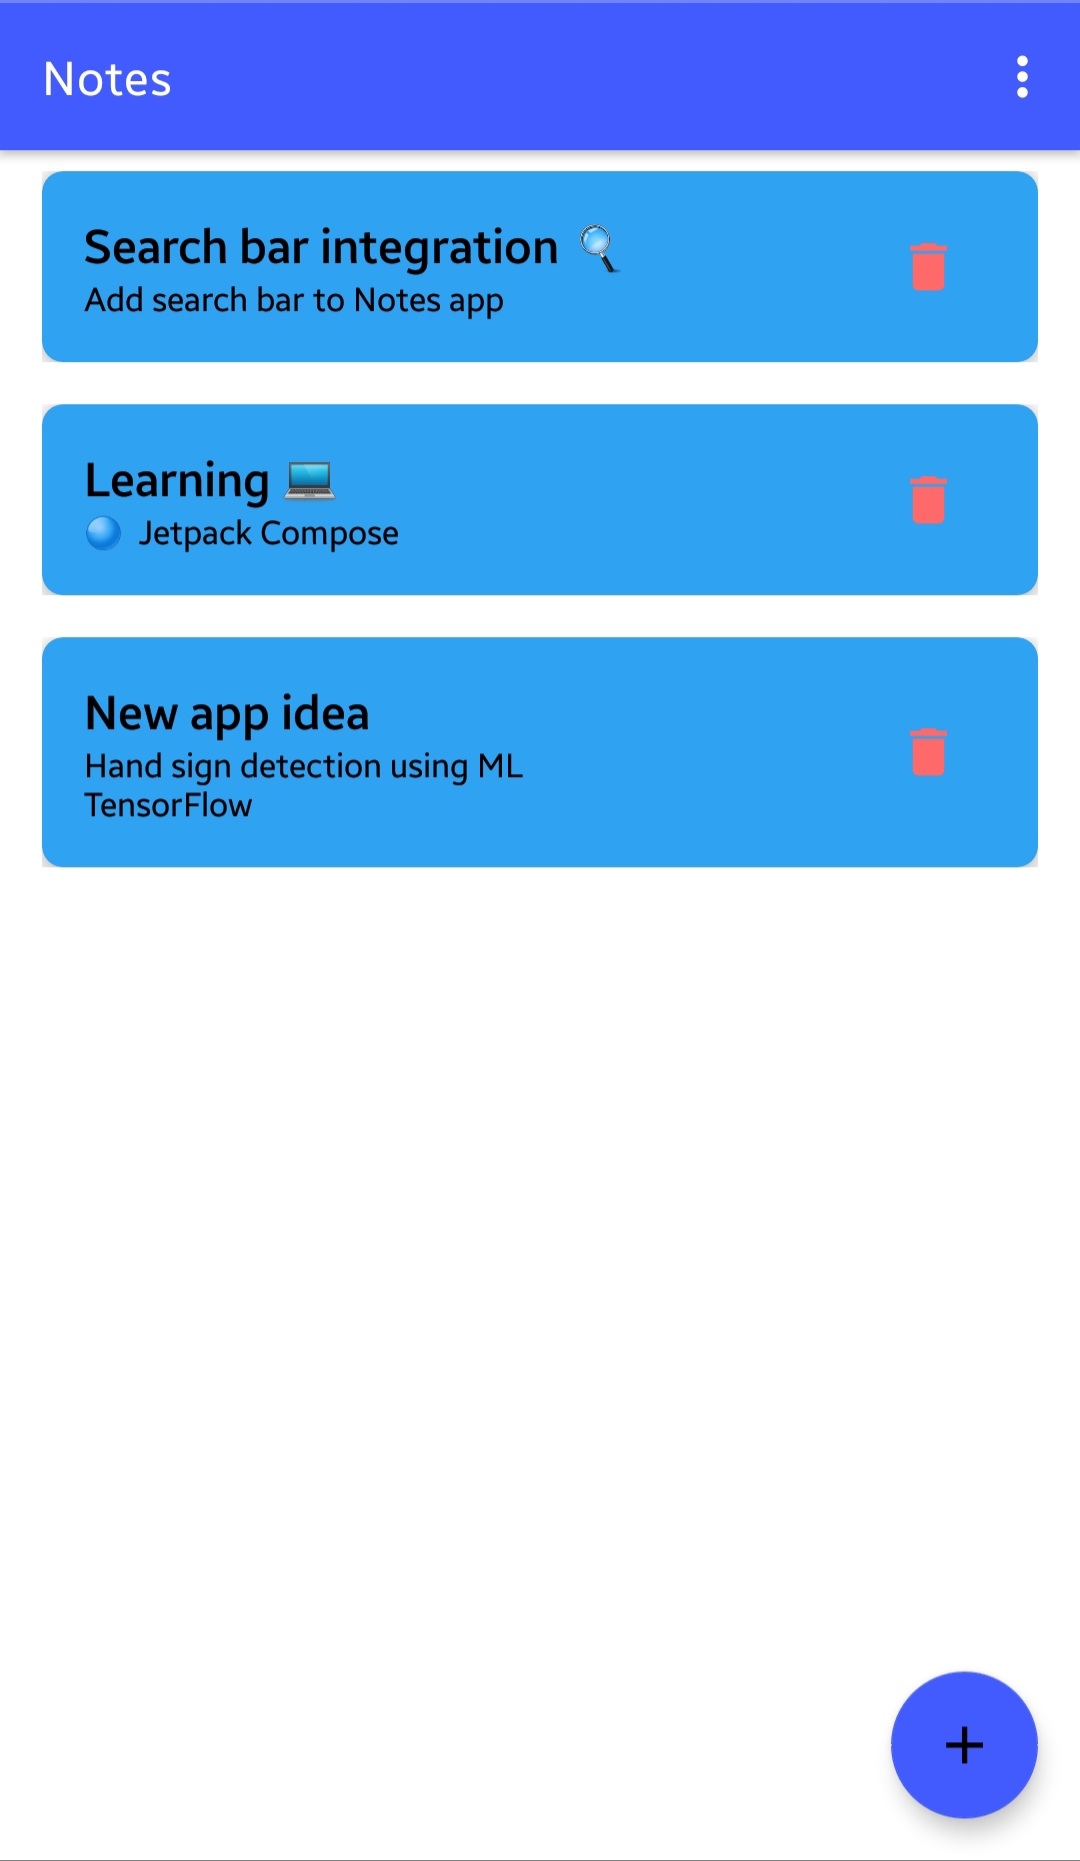 Notes
Search bar integration 🔍
Add search bar to Notes app
Learning 💻
🔵 Jetpack Compose
New app idea
Hand sign detection using ML
TensorFlow